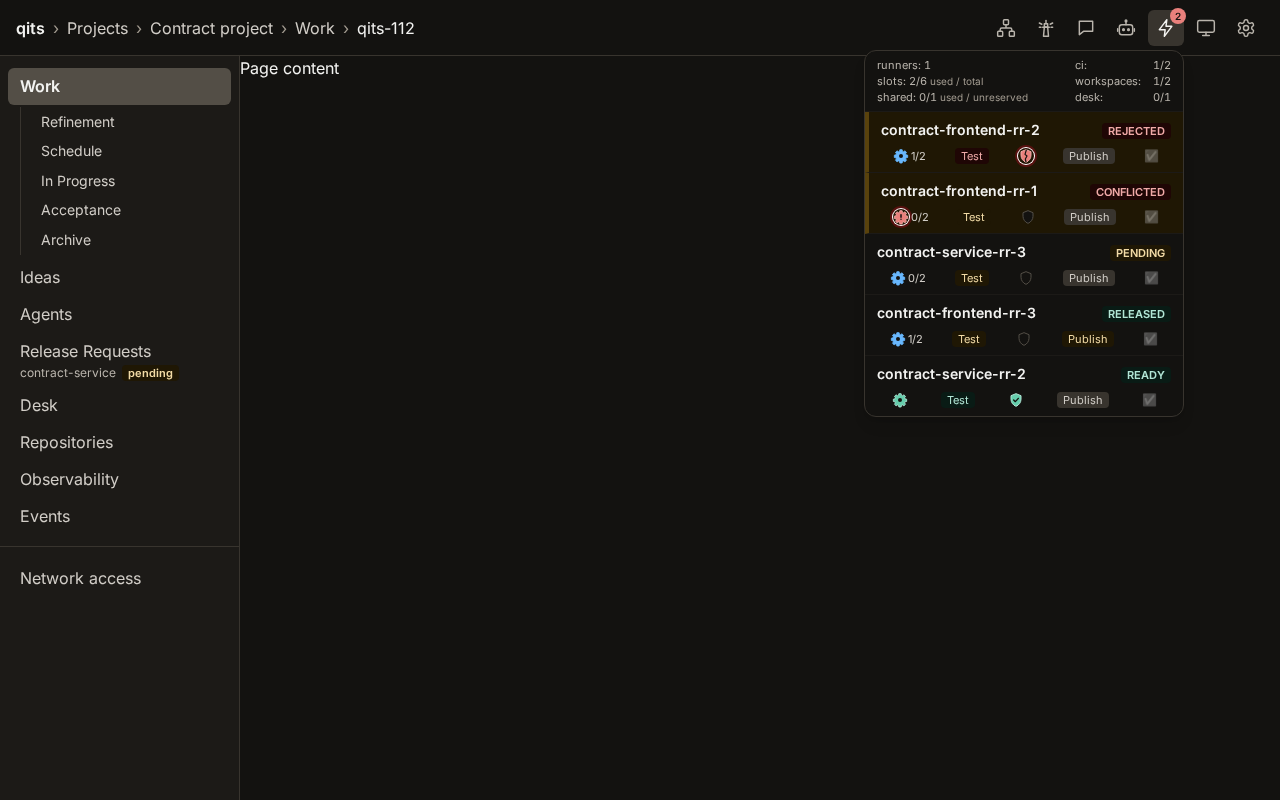 qits › Projects › Contract project › Work › qits-112
2
Work
Refinement
Schedule
In Progress
Acceptance
Archive
Ideas
Agents
Release Requests
contract-service pending
Desk
Repositories
Observability
Events
Network access
Page content
runners: 1 ci: 1/2
slots: 2/6 used / total workspaces: 1/2
shared: 0/1 used / unreserved desk: 0/1
contract-frontend-rr-2 REJECTED
1/2 Test Publish
contract-frontend-rr-1 CONFLICTED
0/2 Test Publish
contract-service-rr-3 PENDING
0/2 Test Publish
contract-frontend-rr-3 RELEASED
1/2 Test Publish
contract-service-rr-2 READY
Test Publish